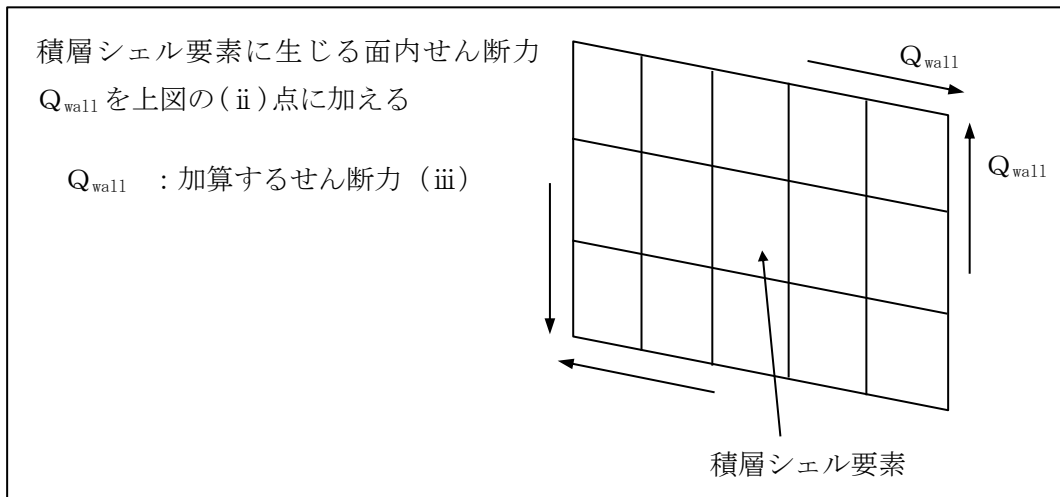 積層シェル要素に生じる面内せん断力
Qwallを上図の(ⅱ)点に加える
Qwall ：加算するせん断力（ⅲ）
Qwall
Qwall
積層シェル要素